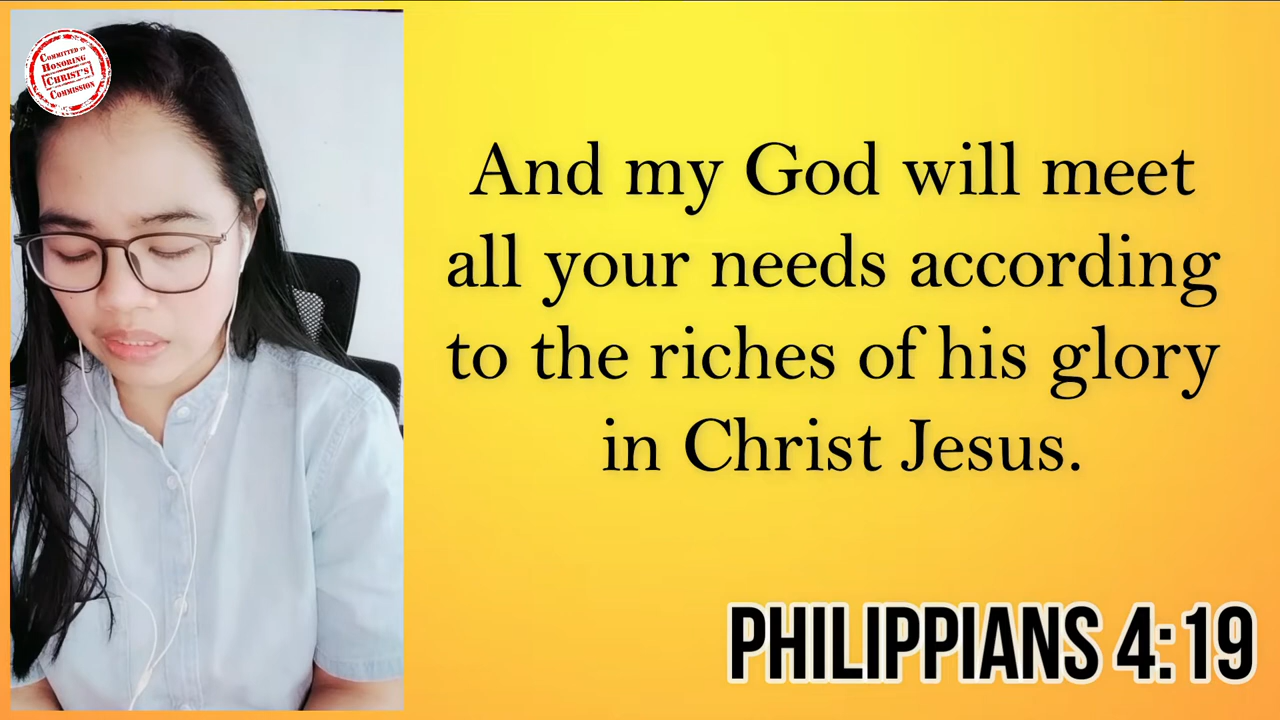 COMMITTED TO
HONORING
CHRIST'S
COMMISSION
And my God will meet
all your needs according
to the riches of his glory
in Christ Jesus.
PHILIPPIANS 4:19